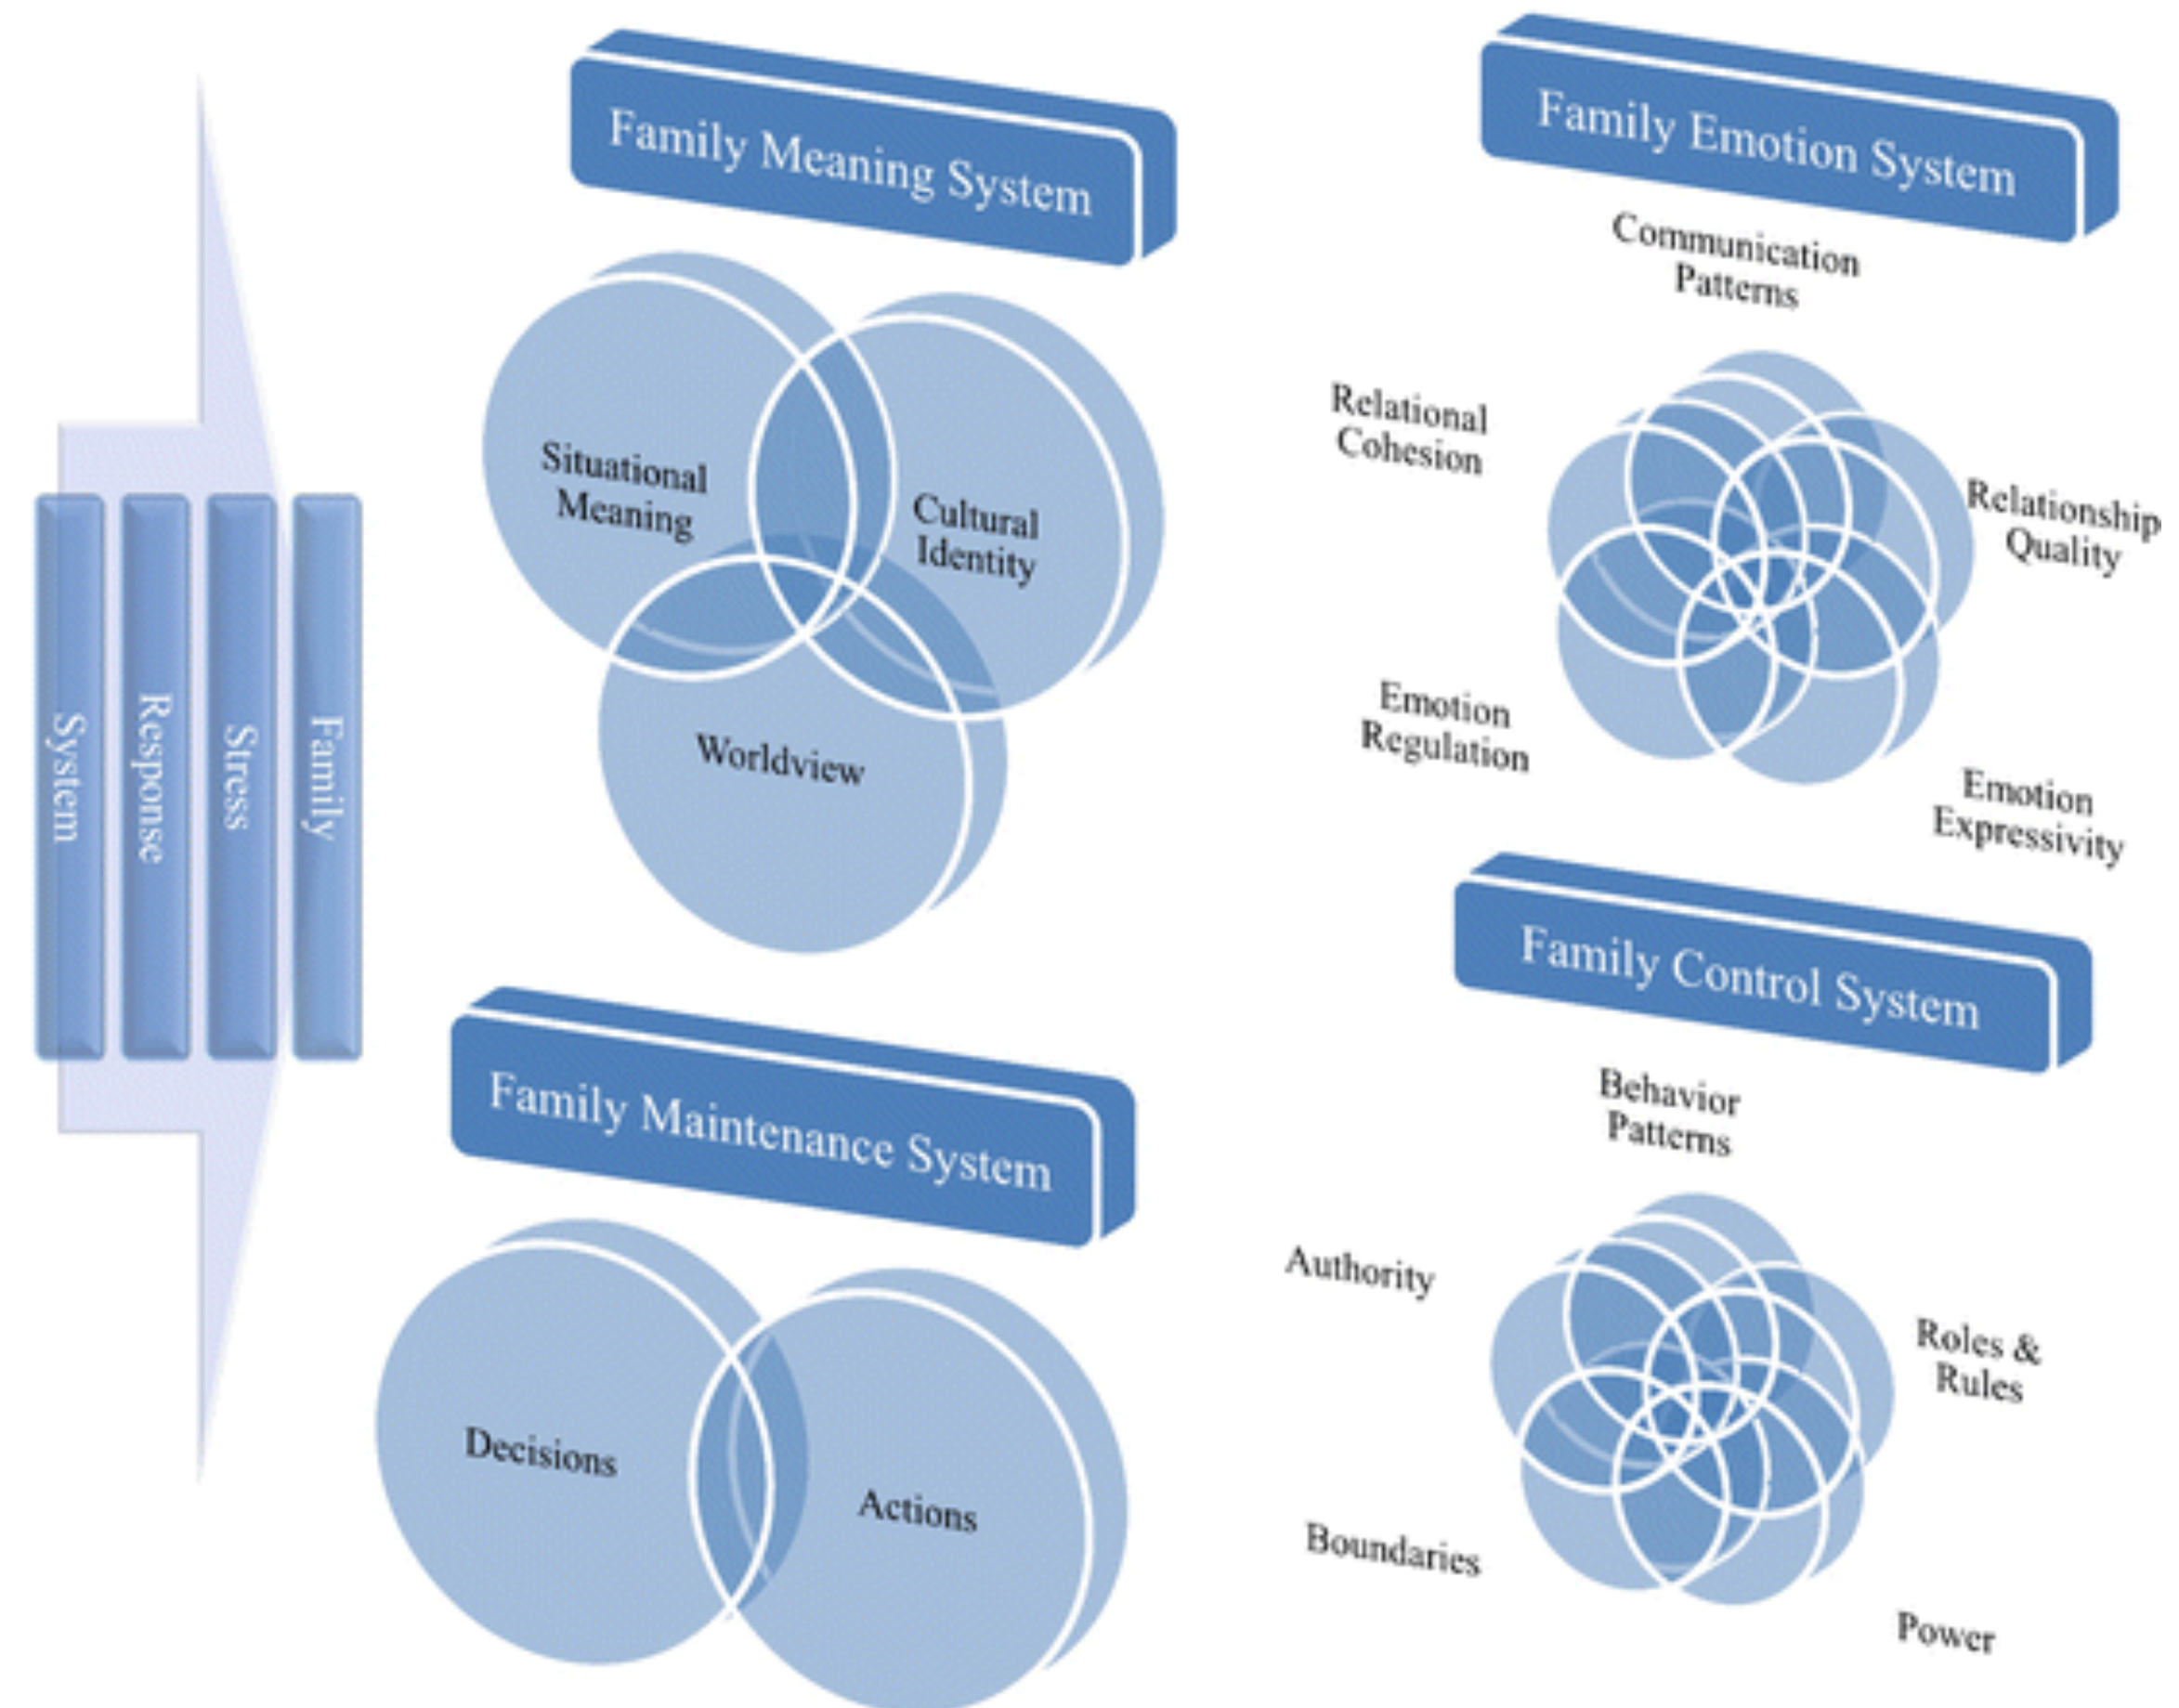 System
Response
Stress
Family
Family Meaning System
Situational
Meaning
Cultural
Identity
Worldview
Family Maintenance System
Decisions
Actions
Family Emotion System
Communication
Patterns
Relational
Cohesion
Relationship
Quality
Emotion
Regulation
Emotion
Expressivity
Family Control System
Behavior
Patterns
Authority
Roles &
Rules
Boundaries
Power